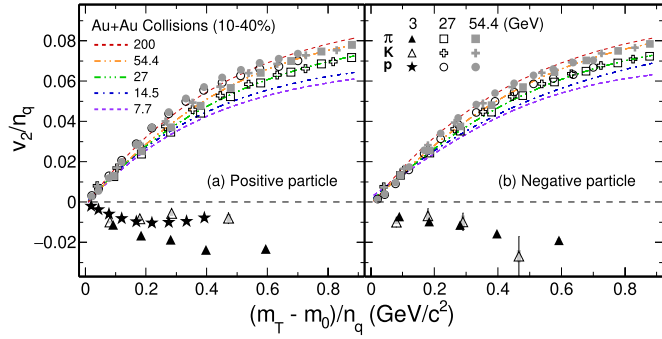 Au+Au Collisions (10-40%)
200
54.4
27
14.5
7.7
3 27 54.4 (GeV)
π
K
p
0.08
0.06
0.04
0.02
0
−0.02
v2/nq
(a) Positive particle
(b) Negative particle
0 0.2 0.4 0.6 0.8
0 0.2 0.4 0.6 0.8
(mT - m0)/nq (GeV/c2)